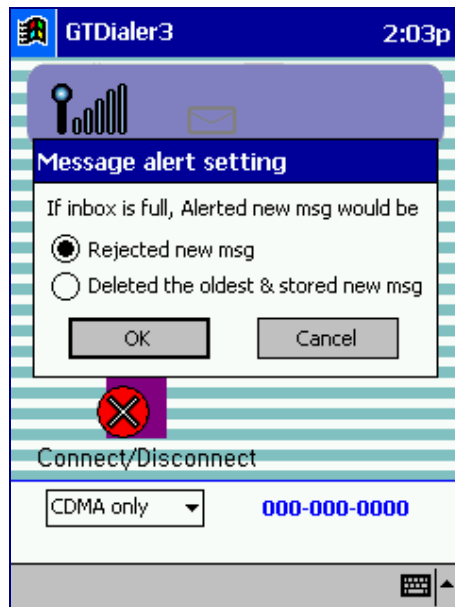 GTDialer3 2:03p
Message alert setting
If inbox is full, Alerted new msg would be
Rejected new msg
Deleted the oldest & stored new msg
OK Cancel
Connect/Disconnect
CDMA only 000-000-0000